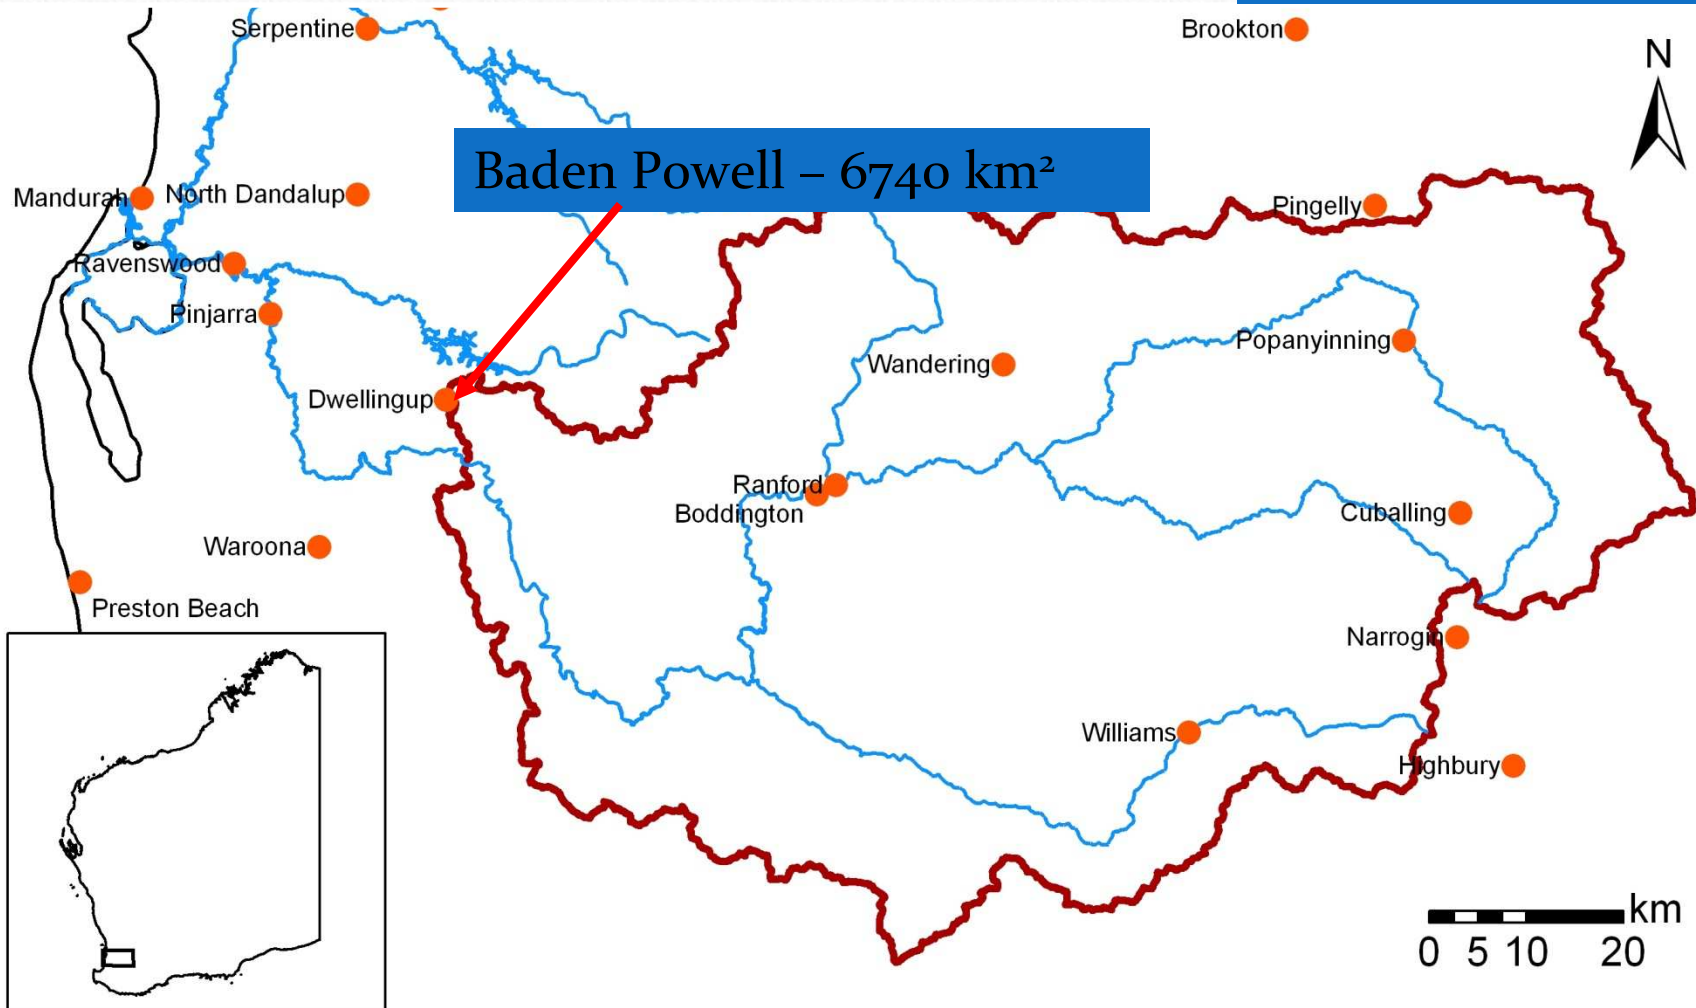 Serpentine
Brookton
N
Baden Powell – 6740 km²
Mandurah
North Dandalup
Pingelly
Ravenswood
Pinjarra
Popanyinning
Wandering
Dwellingup
Ranford
Boddington
Cuballing
Waroona
Preston Beach
Narrogin
Williams
Highbury
km
0 5 10 20